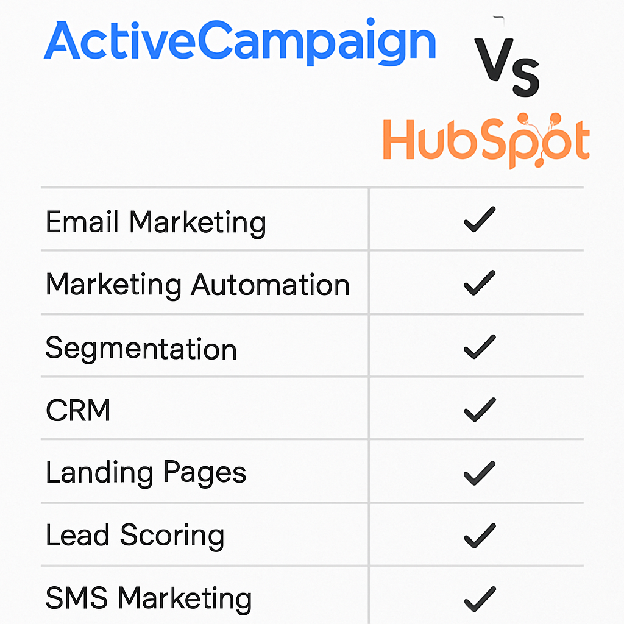 ActiveCampaign Vs
HubSpot
Email Marketing ✓
Marketing Automation ✓
Segmentation ✓
CRM ✓
Landing Pages ✓
Lead Scoring ✓
SMS Marketing ✓